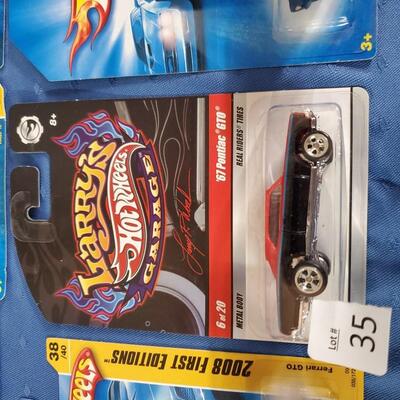 3+
8+
LARRY'S
HOT WHEELS
GARAGE
'67 PONTIAC® GTO®
REAL RIDERS® TIRES
6 of 20
METAL BODY
Lot #
35
38
/40
2008 FIRST EDITIONS™
Ferrari GTO